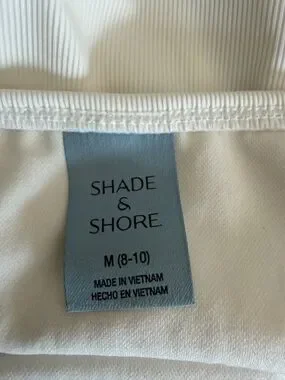 SHADE
&
SHORE
M (8-10)
MADE IN VIETNAM
HECHO EN VIETNAM